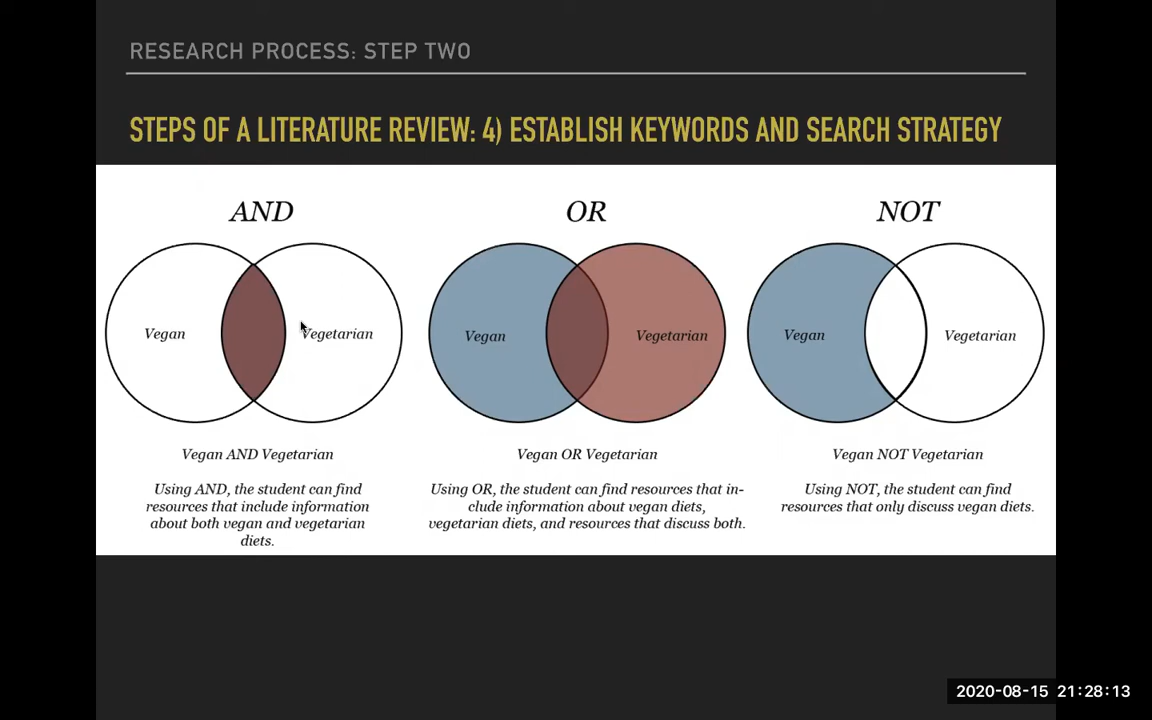 RESEARCH PROCESS: STEP TWO
STEPS OF A LITERATURE REVIEW: 4) ESTABLISH KEYWORDS AND SEARCH STRATEGY
AND
Vegan
Vegetarian
Vegan AND Vegetarian
Using AND, the student can find
resources that include information
about both vegan and vegetarian
diets.
OR
Vegan
Vegetarian
Vegan OR Vegetarian
Using OR, the student can find resources that in-
clude information about vegan diets,
vegetarian diets, and resources that discuss both.
NOT
Vegan
Vegetarian
Vegan NOT Vegetarian
Using NOT, the student can find
resources that only discuss vegan diets.
2020-08-15 21:28:13